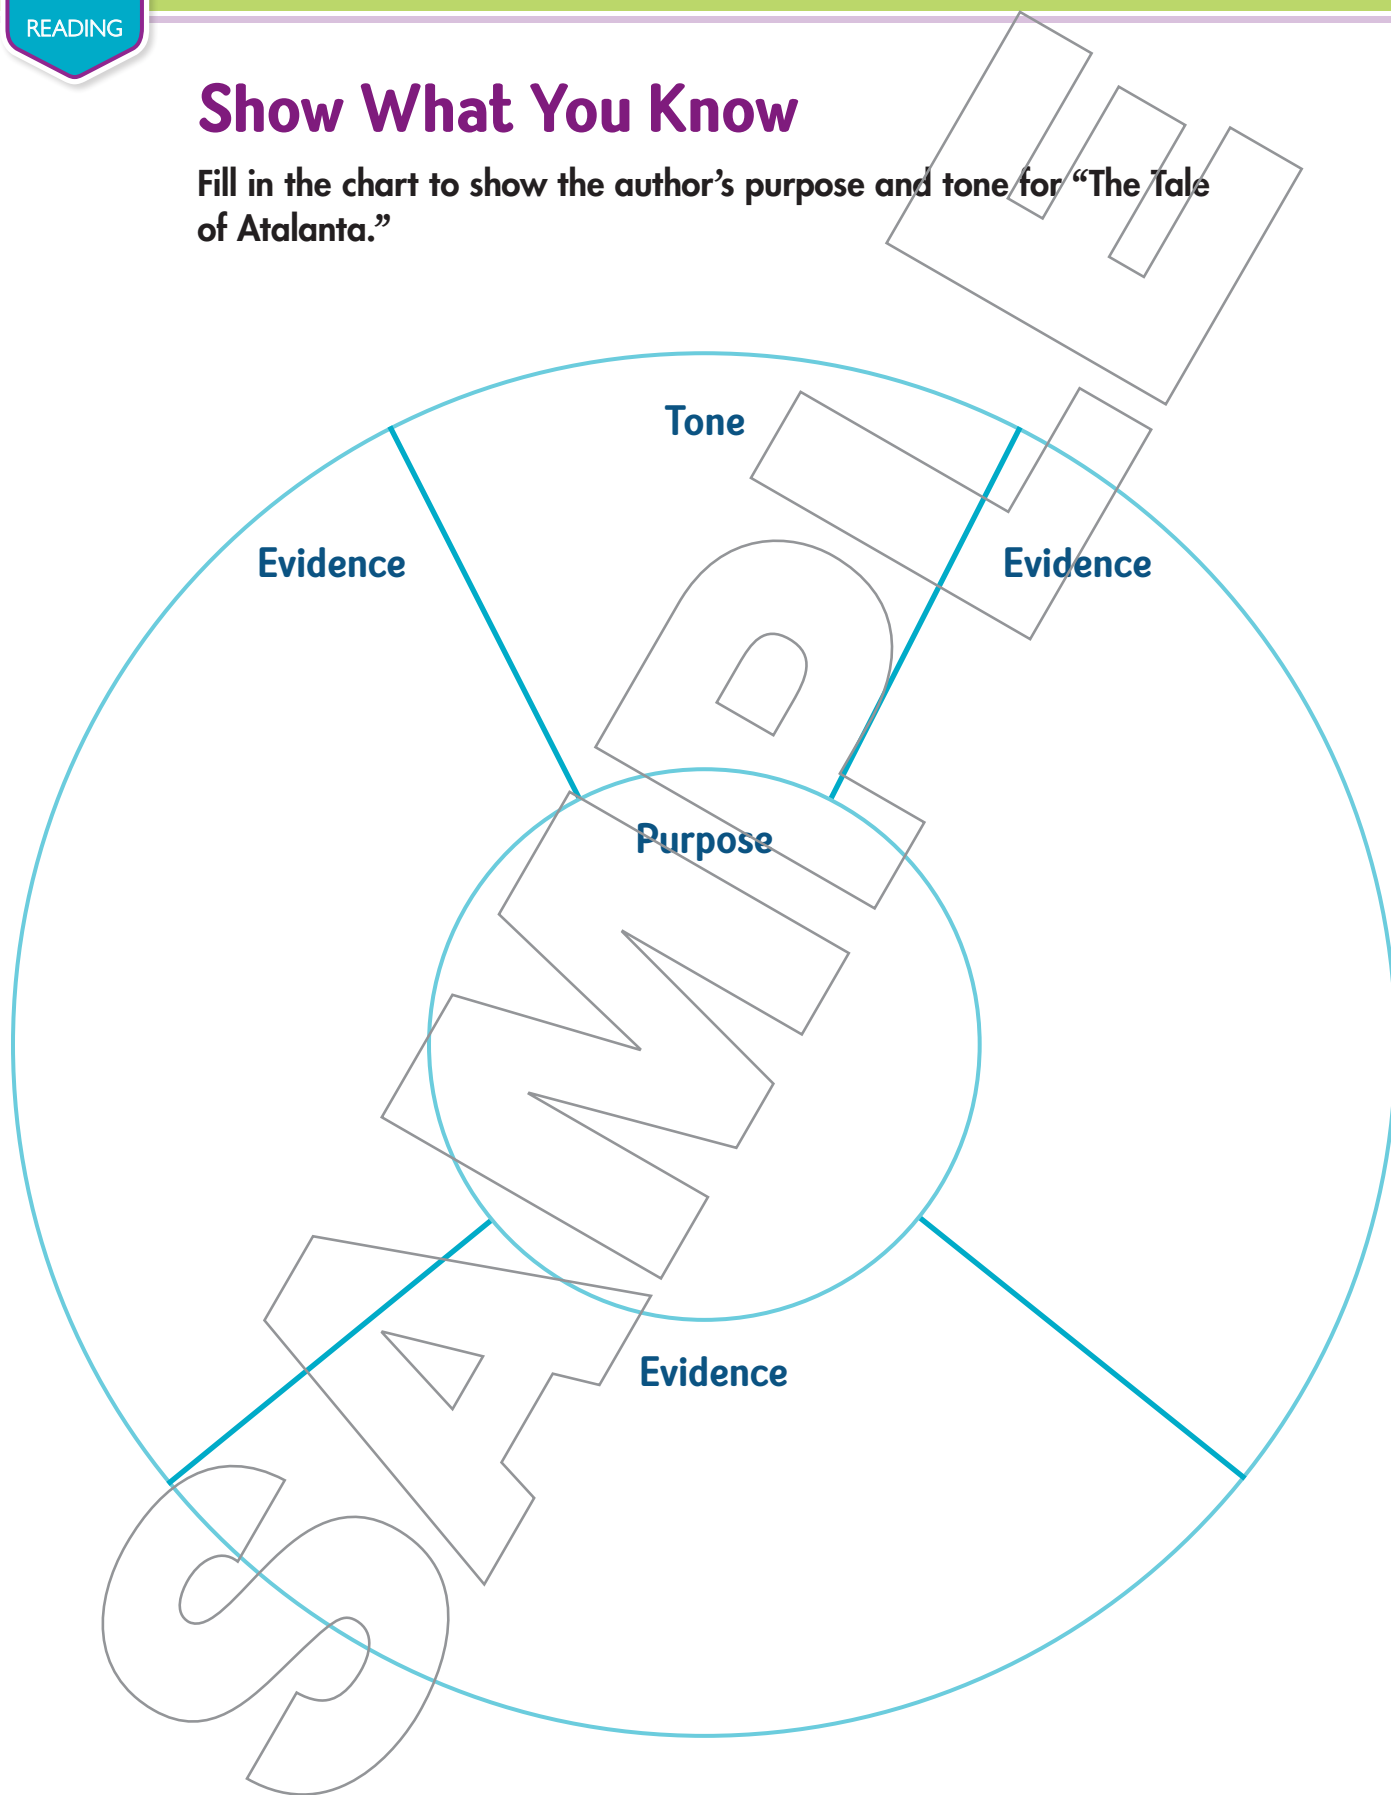 READING
Show What You Know
Fill in the chart to show the author’s purpose and tone for “The Tale
of Atalanta.”
Tone
Evidence
Evidence
Purpose
Evidence
SAMPLE